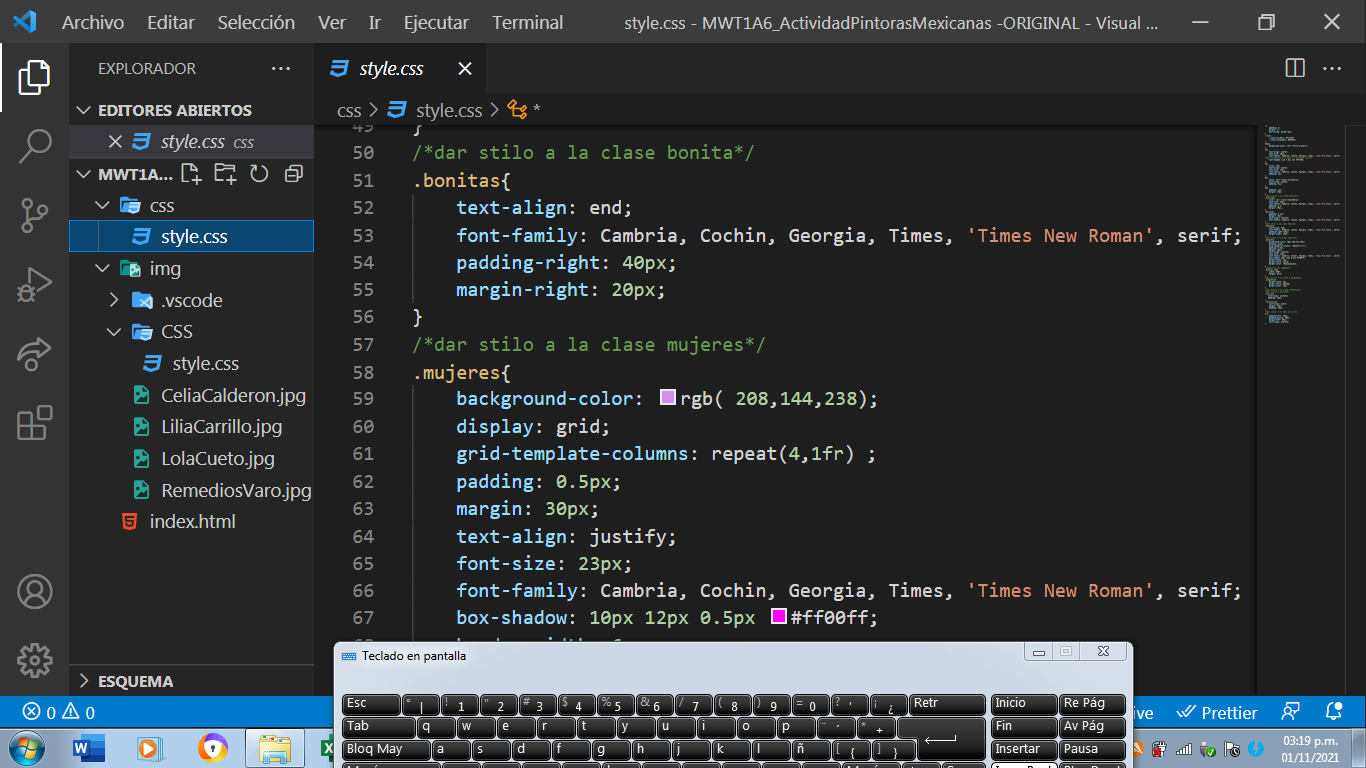 Archivo Editar Selección Ver Ir Ejecutar Terminal style.css - MWT1A6_ActividadPintorasMexicanas -ORIGINAL - Visual ...
EXPLORADOR
EDITORES ABIERTOS
style.css css
MWT1A...
css
style.css
img
.vscode
CSS
style.css
CeliaCalderon.jpg
LiliaCarrillo.jpg
LolaCueto.jpg
RemediosVaro.jpg
index.html
ESQUEMA
style.css
css > style.css > *
49 }
50 /*dar stilo a la clase bonita*/
51 .bonitas{
52 text-align: end;
53 font-family: Cambria, Cochin, Georgia, Times, 'Times New Roman', serif;
54 padding-right: 40px;
55 margin-right: 20px;
56 }
57 /*dar stilo a la clase mujeres*/
58 .mujeres{
59 background-color: rgb( 208,144,238);
60 display: grid;
61 grid-template-columns: repeat(4,1fr) ;
62 padding: 0.5px;
63 margin: 30px;
64 text-align: justify;
65 font-size: 23px;
66 font-family: Cambria, Cochin, Georgia, Times, 'Times New Roman', serif;
67 box-shadow: 10px 12px 0.5px #ff00ff;
Teclado en pantalla
Esc ° | ! 1 " 2 # 3 $ 4 % 5 & 6 / 7 ( 8 ) 9 = 0 ? ' ¡ ¿ Retr Inicio Re Pág
Tab q w e r t y u i o p ¨ ´ * + Fin Av Pág
Bloq May a s d f g h j k l ñ [ { ] } Insertar Pausa
0 0
Prettier
03:19 p.m.
01/11/2021